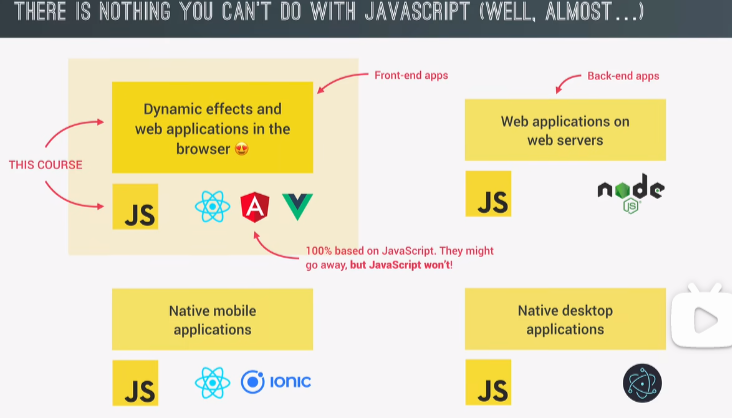 THERE IS NOTHING YOU CAN'T DO WITH JAVASCRIPT (WELL, ALMOST...)
Front-end apps
Dynamic effects and
web applications in the
browser 😍
THIS COURSE
JS
A
100% based on JavaScript. They might
go away, but JavaScript won't!
Back-end apps
Web applications on
web servers
JS
node
JS
Native mobile
applications
JS
IONIC
Native desktop
applications
JS